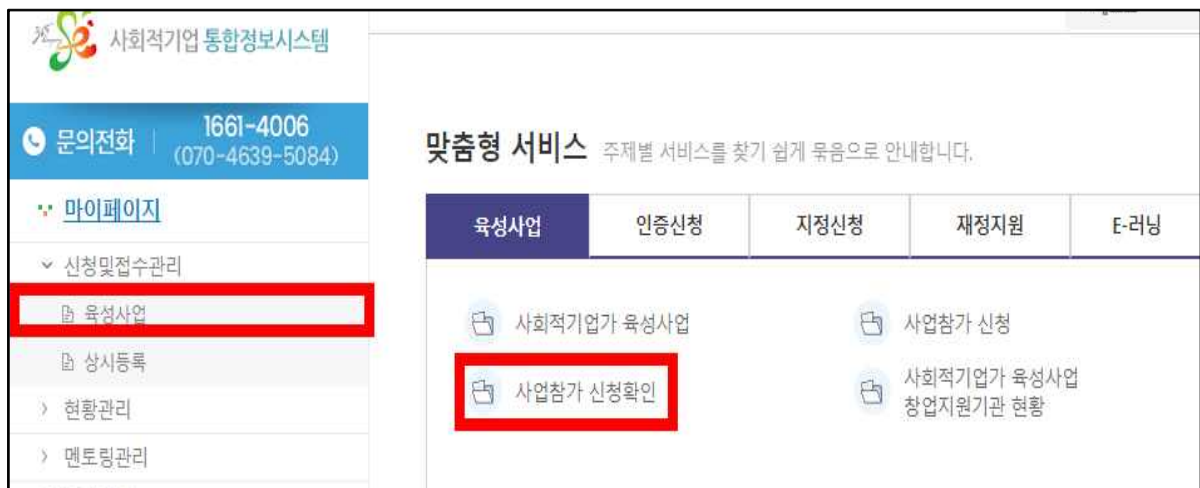 사회적기업 통합정보시스템
문의전화
1661-4006
(070-4639-5084)
마이페이지
신청및접수관리
육성사업
상시등록
현황관리
멘토링관리
맞춤형 서비스 주제별 서비스를 찾기 쉽게 묶음으로 안내합니다.
육성사업 인증신청 지정신청 재정지원 E-러닝
사회적기업가 육성사업 사업참가 신청
사업참가 신청확인
사회적기업가 육성사업
창업지원기관 현황